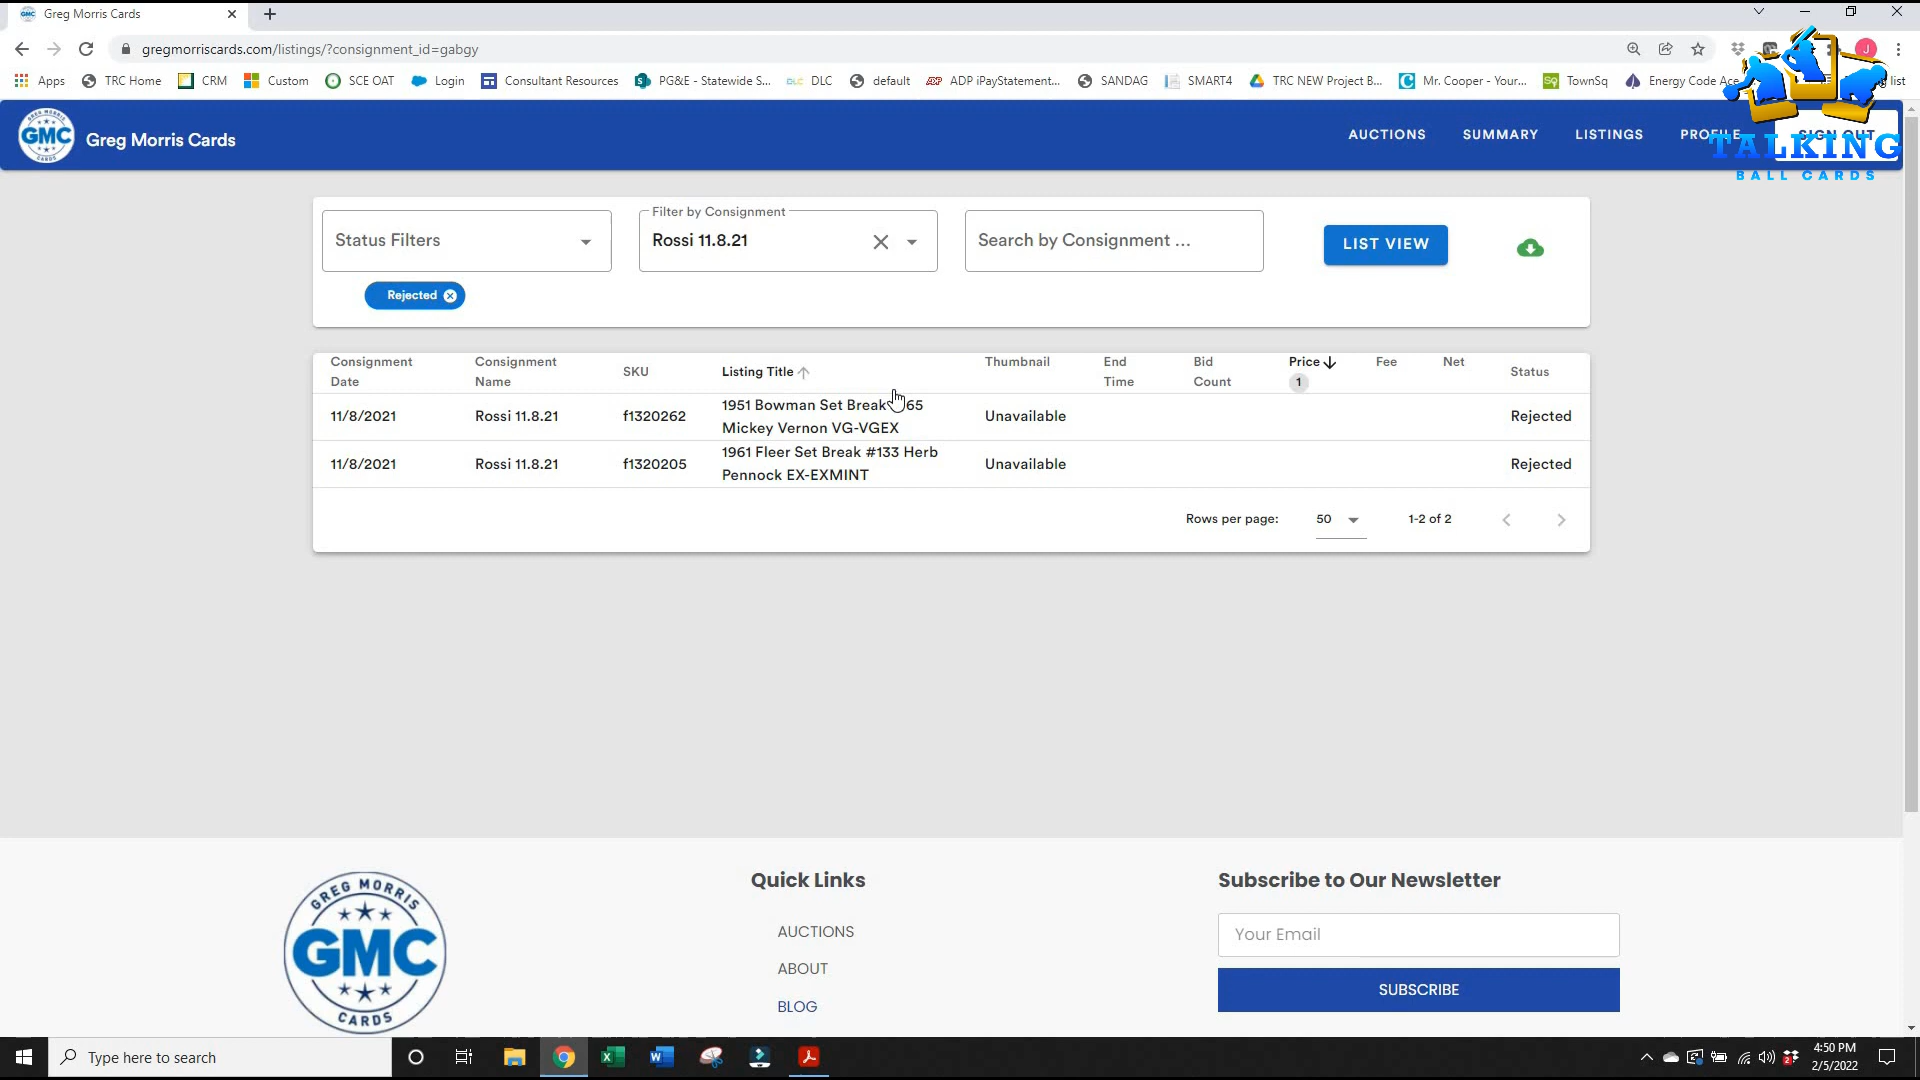 Greg Morris Cards
gregmorriscards.com/listings/?consignment_id=gabgy
Apps TRC Home CRM Custom SCE OAT Login Consultant Resources PG&E - Statewide S... DLC default ADP iPayStatement... SANDAG SMART4 TRC NEW Project B... Mr. Cooper - Your... TownSq Energy Code Ace list
GMC Greg Morris Cards AUCTIONS SUMMARY LISTINGS PROFILE SIGN OUT
TALKING
BALL CARDS
Filter by Consignment
Status Filters Rossi 11.8.21 Search by Consignment ... LIST VIEW
Rejected
Consignment Date Consignment Name SKU Listing Title Thumbnail End Time Bid Count Price 1 Fee Net Status
11/8/2021 Rossi 11.8.21 f1320262 1951 Bowman Set Break 65 Mickey Vernon VG-VGEX Unavailable Rejected
11/8/2021 Rossi 11.8.21 f1320205 1961 Fleer Set Break #133 Herb Pennock EX-EXMINT Unavailable Rejected
Rows per page: 50 1-2 of 2
GREG MORRIS
GMC
CARDS
Quick Links
AUCTIONS
ABOUT
BLOG
Subscribe to Our Newsletter
Your Email
SUBSCRIBE
Type here to search
4:50 PM
2/5/2022